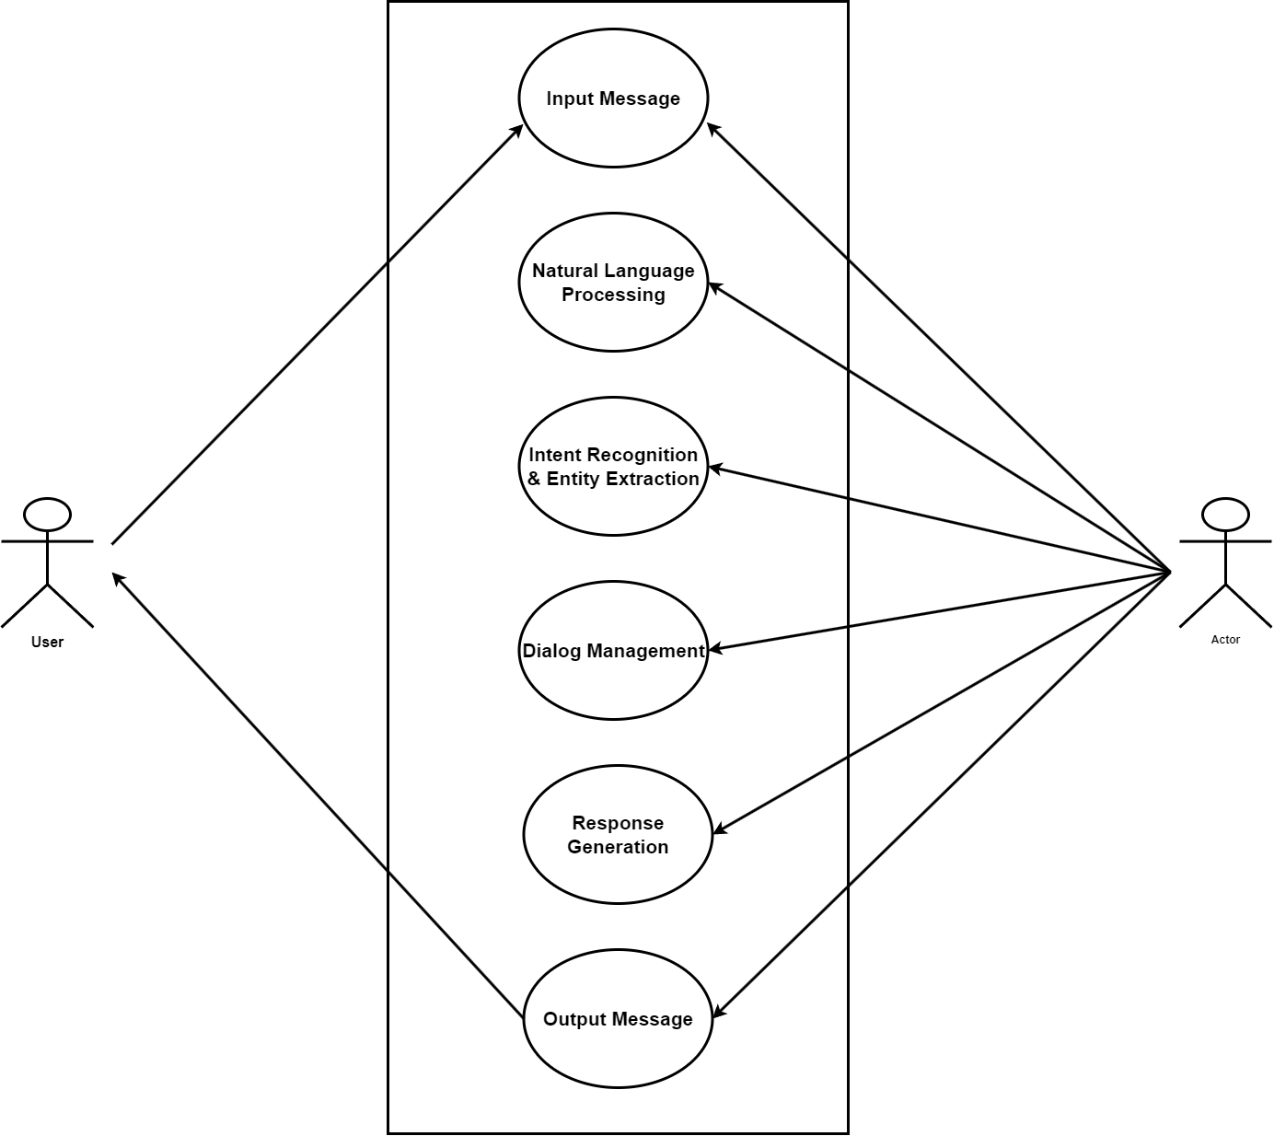 Input Message
Natural Language
Processing
Intent Recognition
& Entity Extraction
User
Actor
Dialog Management
Response
Generation
Output Message